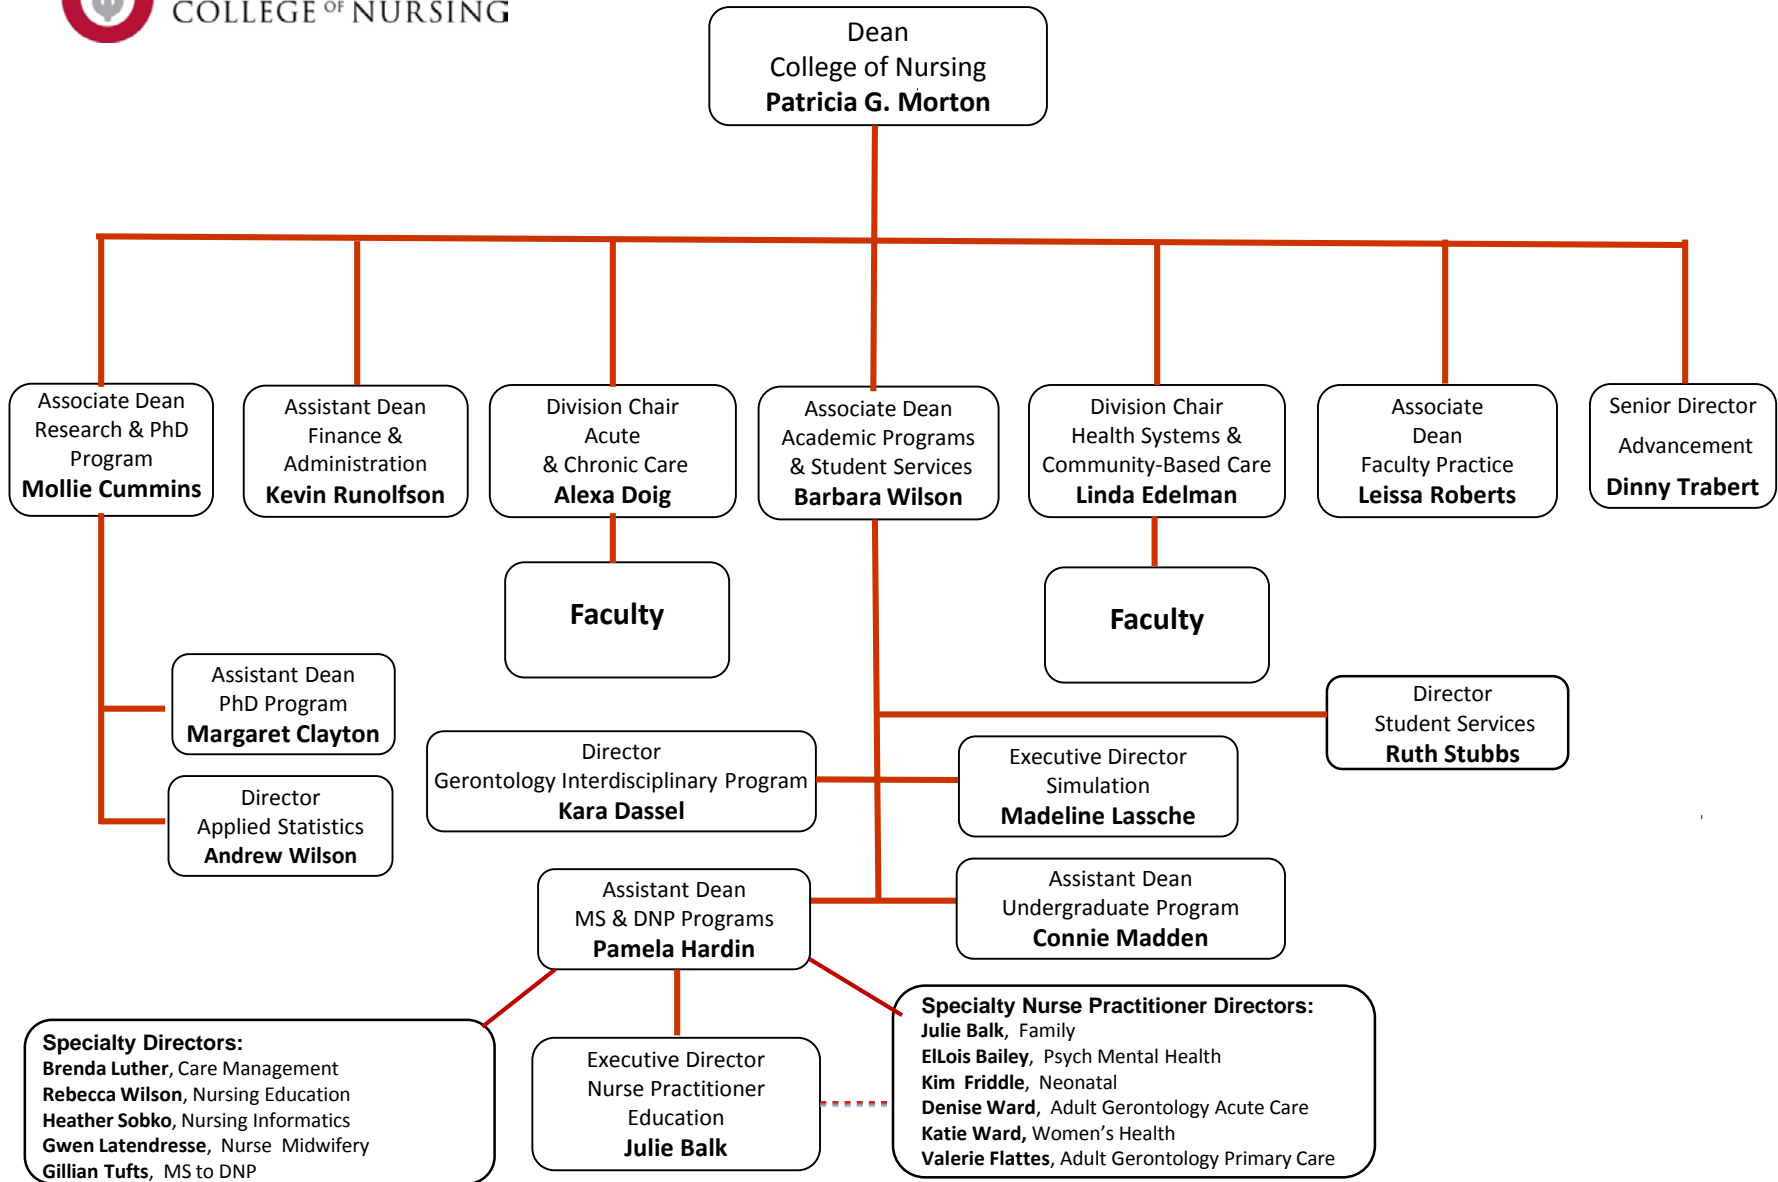 COLLEGE OF NURSING
Dean
College of Nursing
Patricia G. Morton
Associate Dean
Research & PhD
Program
Mollie Cummins
Assistant Dean
Finance &
Administration
Kevin Runolfson
Division Chair
Acute
& Chronic Care
Alexa Doig
Associate Dean
Academic Programs
& Student Services
Barbara Wilson
Division Chair
Health Systems &
Community-Based Care
Linda Edelman
Associate
Dean
Faculty Practice
Leissa Roberts
Senior Director
Advancement
Dinny Trabert
Faculty
Faculty
Assistant Dean
PhD Program
Margaret Clayton
Director
Student Services
Ruth Stubbs
Director
Gerontology Interdisciplinary Program
Kara Dassel
Executive Director
Simulation
Madeline Lassche
Director
Applied Statistics
Andrew Wilson
Assistant Dean
MS & DNP Programs
Pamela Hardin
Assistant Dean
Undergraduate Program
Connie Madden
Specialty Directors:
Brenda Luther, Care Management
Rebecca Wilson, Nursing Education
Heather Sobko, Nursing Informatics
Gwen Latendresse, Nurse Midwifery
Gillian Tufts, MS to DNP
Executive Director
Nurse Practitioner
Education
Julie Balk
Specialty Nurse Practitioner Directors:
Julie Balk, Family
ElLois Bailey, Psych Mental Health
Kim Friddle, Neonatal
Denise Ward, Adult Gerontology Acute Care
Katie Ward, Women's Health
Valerie Flattes, Adult Gerontology Primary Care